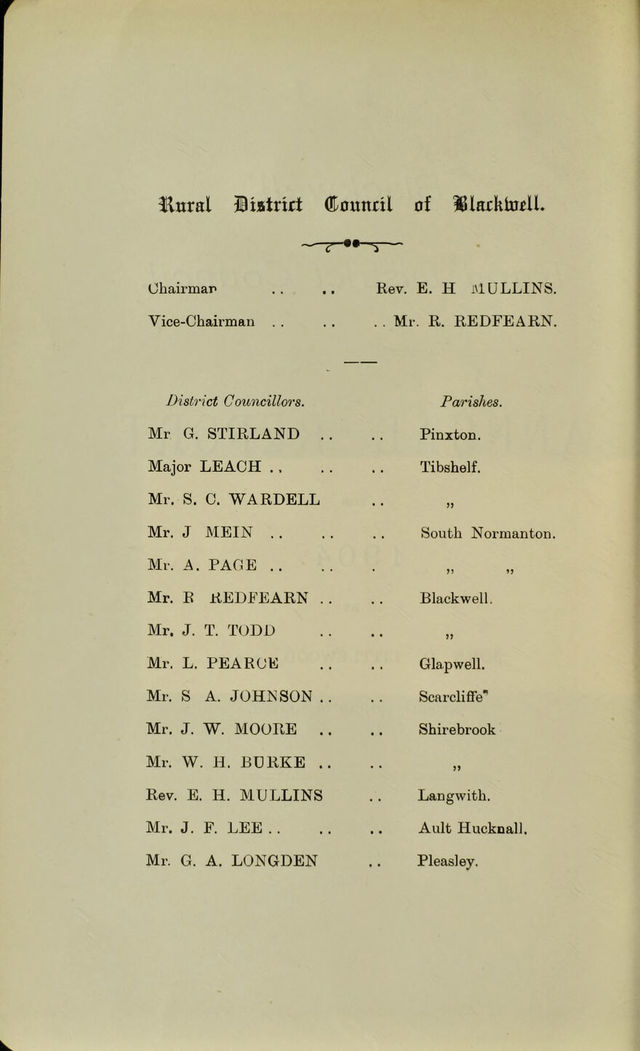 Rural District Council of Blackwell.
Chairman .. .. Rev. E. H MULLINS.
Vice-Chairman .. .. .. Mr. R. REDFEARN.
District Councillors. Parishes.
Mr G. STIRLAND .. .. Pinxton.
Major LEACH .. .. .. Tibshelf.
Mr. S. C. WARDELL .. „
Mr. J MEIN .. .. .. South Normanton.
Mr. A. PAGE .. .. . „ „
Mr. R REDFEARN .. .. Blackwell.
Mr. J. T. TODD .. .. „
Mr. L. PEARCE .. .. Glapwell.
Mr. S A. JOHNSON .. .. Scarcliffe"
Mr. J. W. MOORE .. .. Shirebrook
Mr. W. H. BURKE .. .. „
Rev. E. H. MULLINS .. Langwith.
Mr. J. F. LEE .. .. .. Ault Hucknall.
Mr. G. A. LONGDEN .. Pleasley.